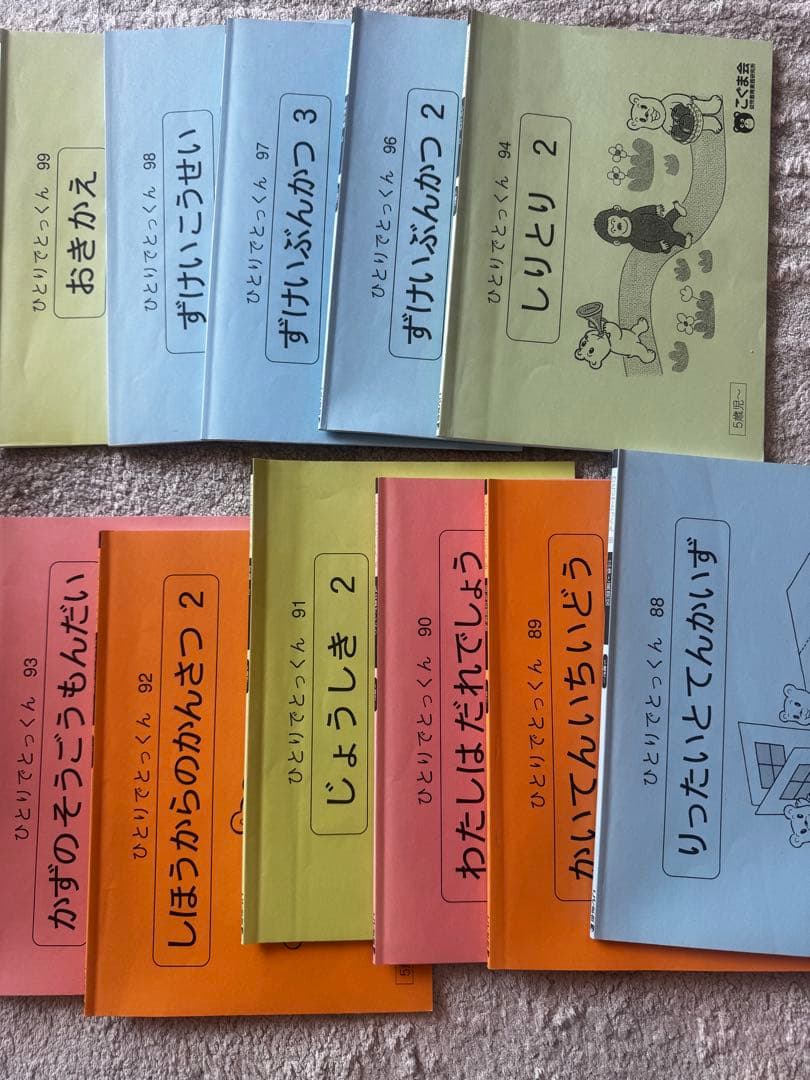 ひとりでとっくん 99
おきかえ
ひとりでとっくん 98
ずけいこうせい
ひとりでとっくん 97
ずけいぶんかつ 3
ひとりでとっくん 96
ずけいぶんかつ 2
ひとりでとっくん 94
しりとり 2
こぐま会
幼児教育実践研究所
5歳児〜
ひとりでとっくん 93
かずのそうごうもんだい
ひとりでとっくん 92
しほうからのかんさつ 2
ひとりでとっくん 91
じょうしき 2
ひとりでとっくん 90
わたしはだれでしょう
ひとりでとっくん 89
かいてんいちいどう
ひとりでとっくん 88
りったいとてんかいず